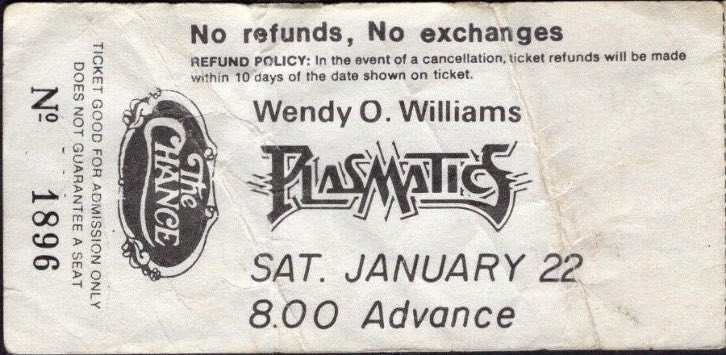 No refunds, No exchanges
REFUND POLICY: In the event of a cancellation, ticket refunds will be made
within 10 days of the date shown on ticket.
Wendy O. Williams
PLASMATICS
SAT. JANUARY 22
8.00 Advance
The
CHANCE
TICKET GOOD FOR ADMISSION ONLY
DOES NOT GUARANTEE A SEAT
Nº 1896